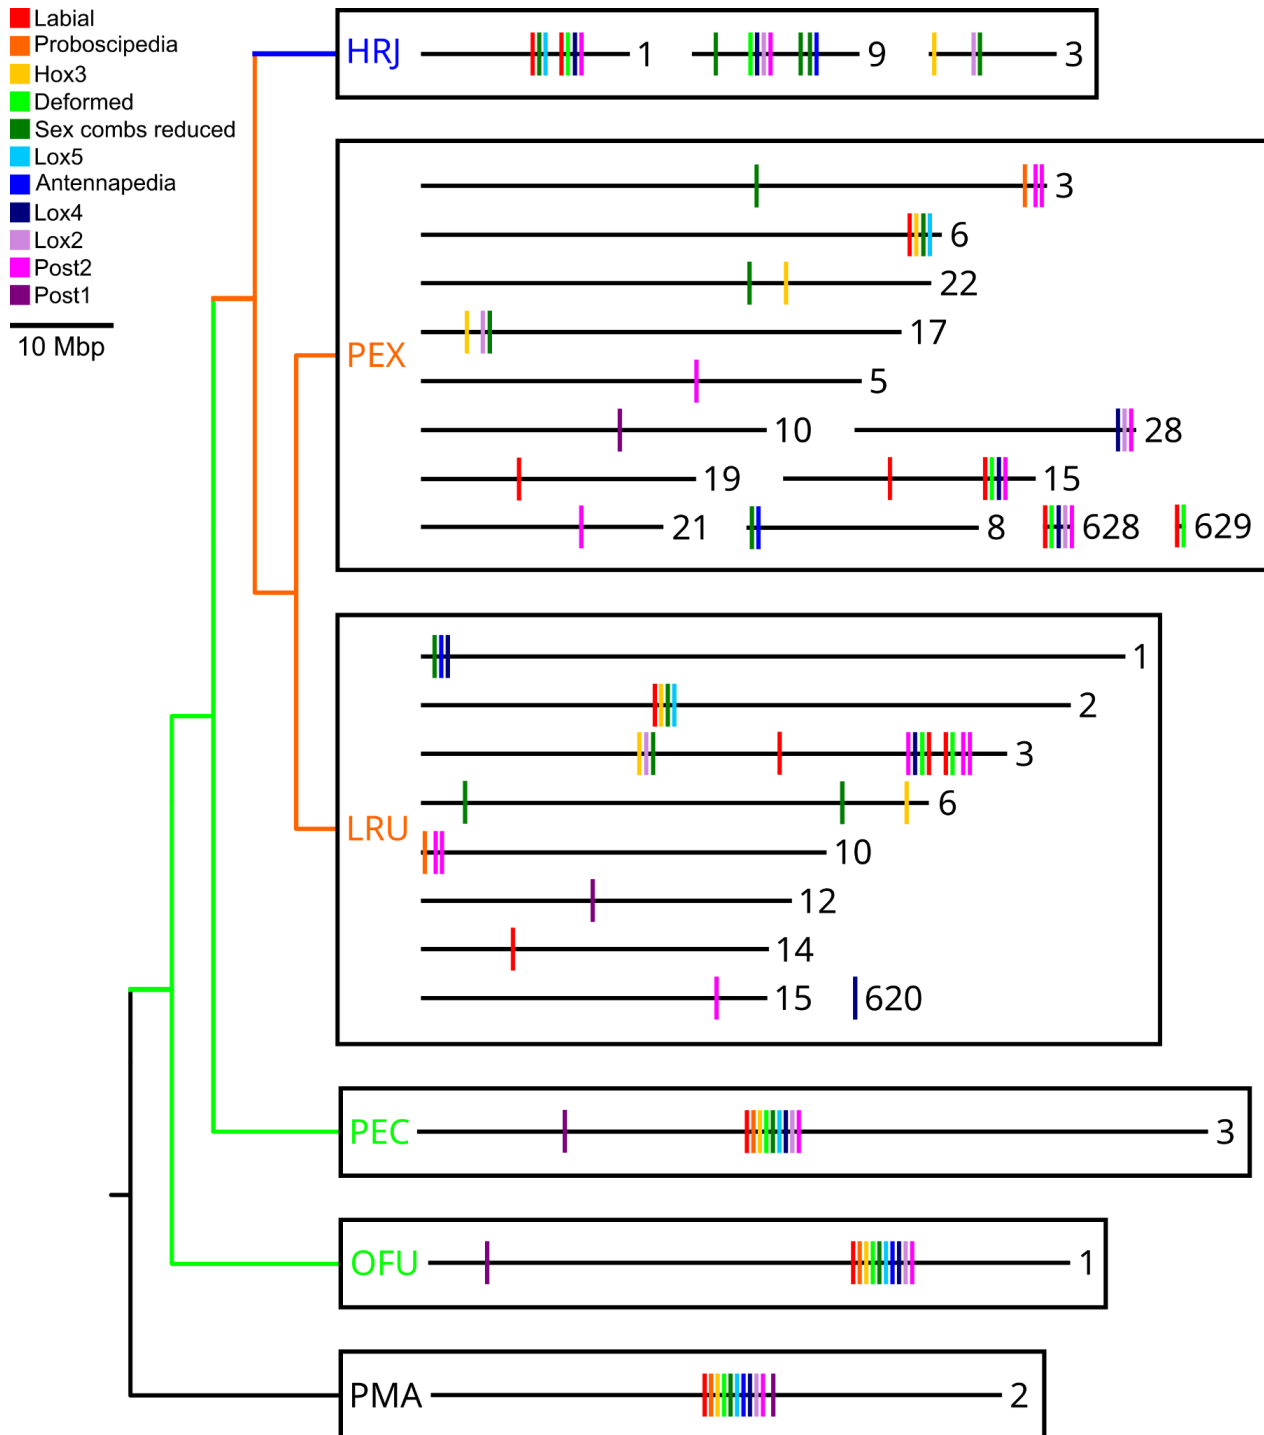 Labial
Proboscipedia
Hox3
Deformed
Sex combs reduced
Lox5
Antennapedia
Lox4
Lox2
Post2
Post1
10 Mbp
HRJ 1 9 3
PEX
3
6
22
17
5
10 28
19 15
21 8 628 629
LRU
1
2
3
6
10
12
14
15 620
PEC 3
OFU 1
PMA 2